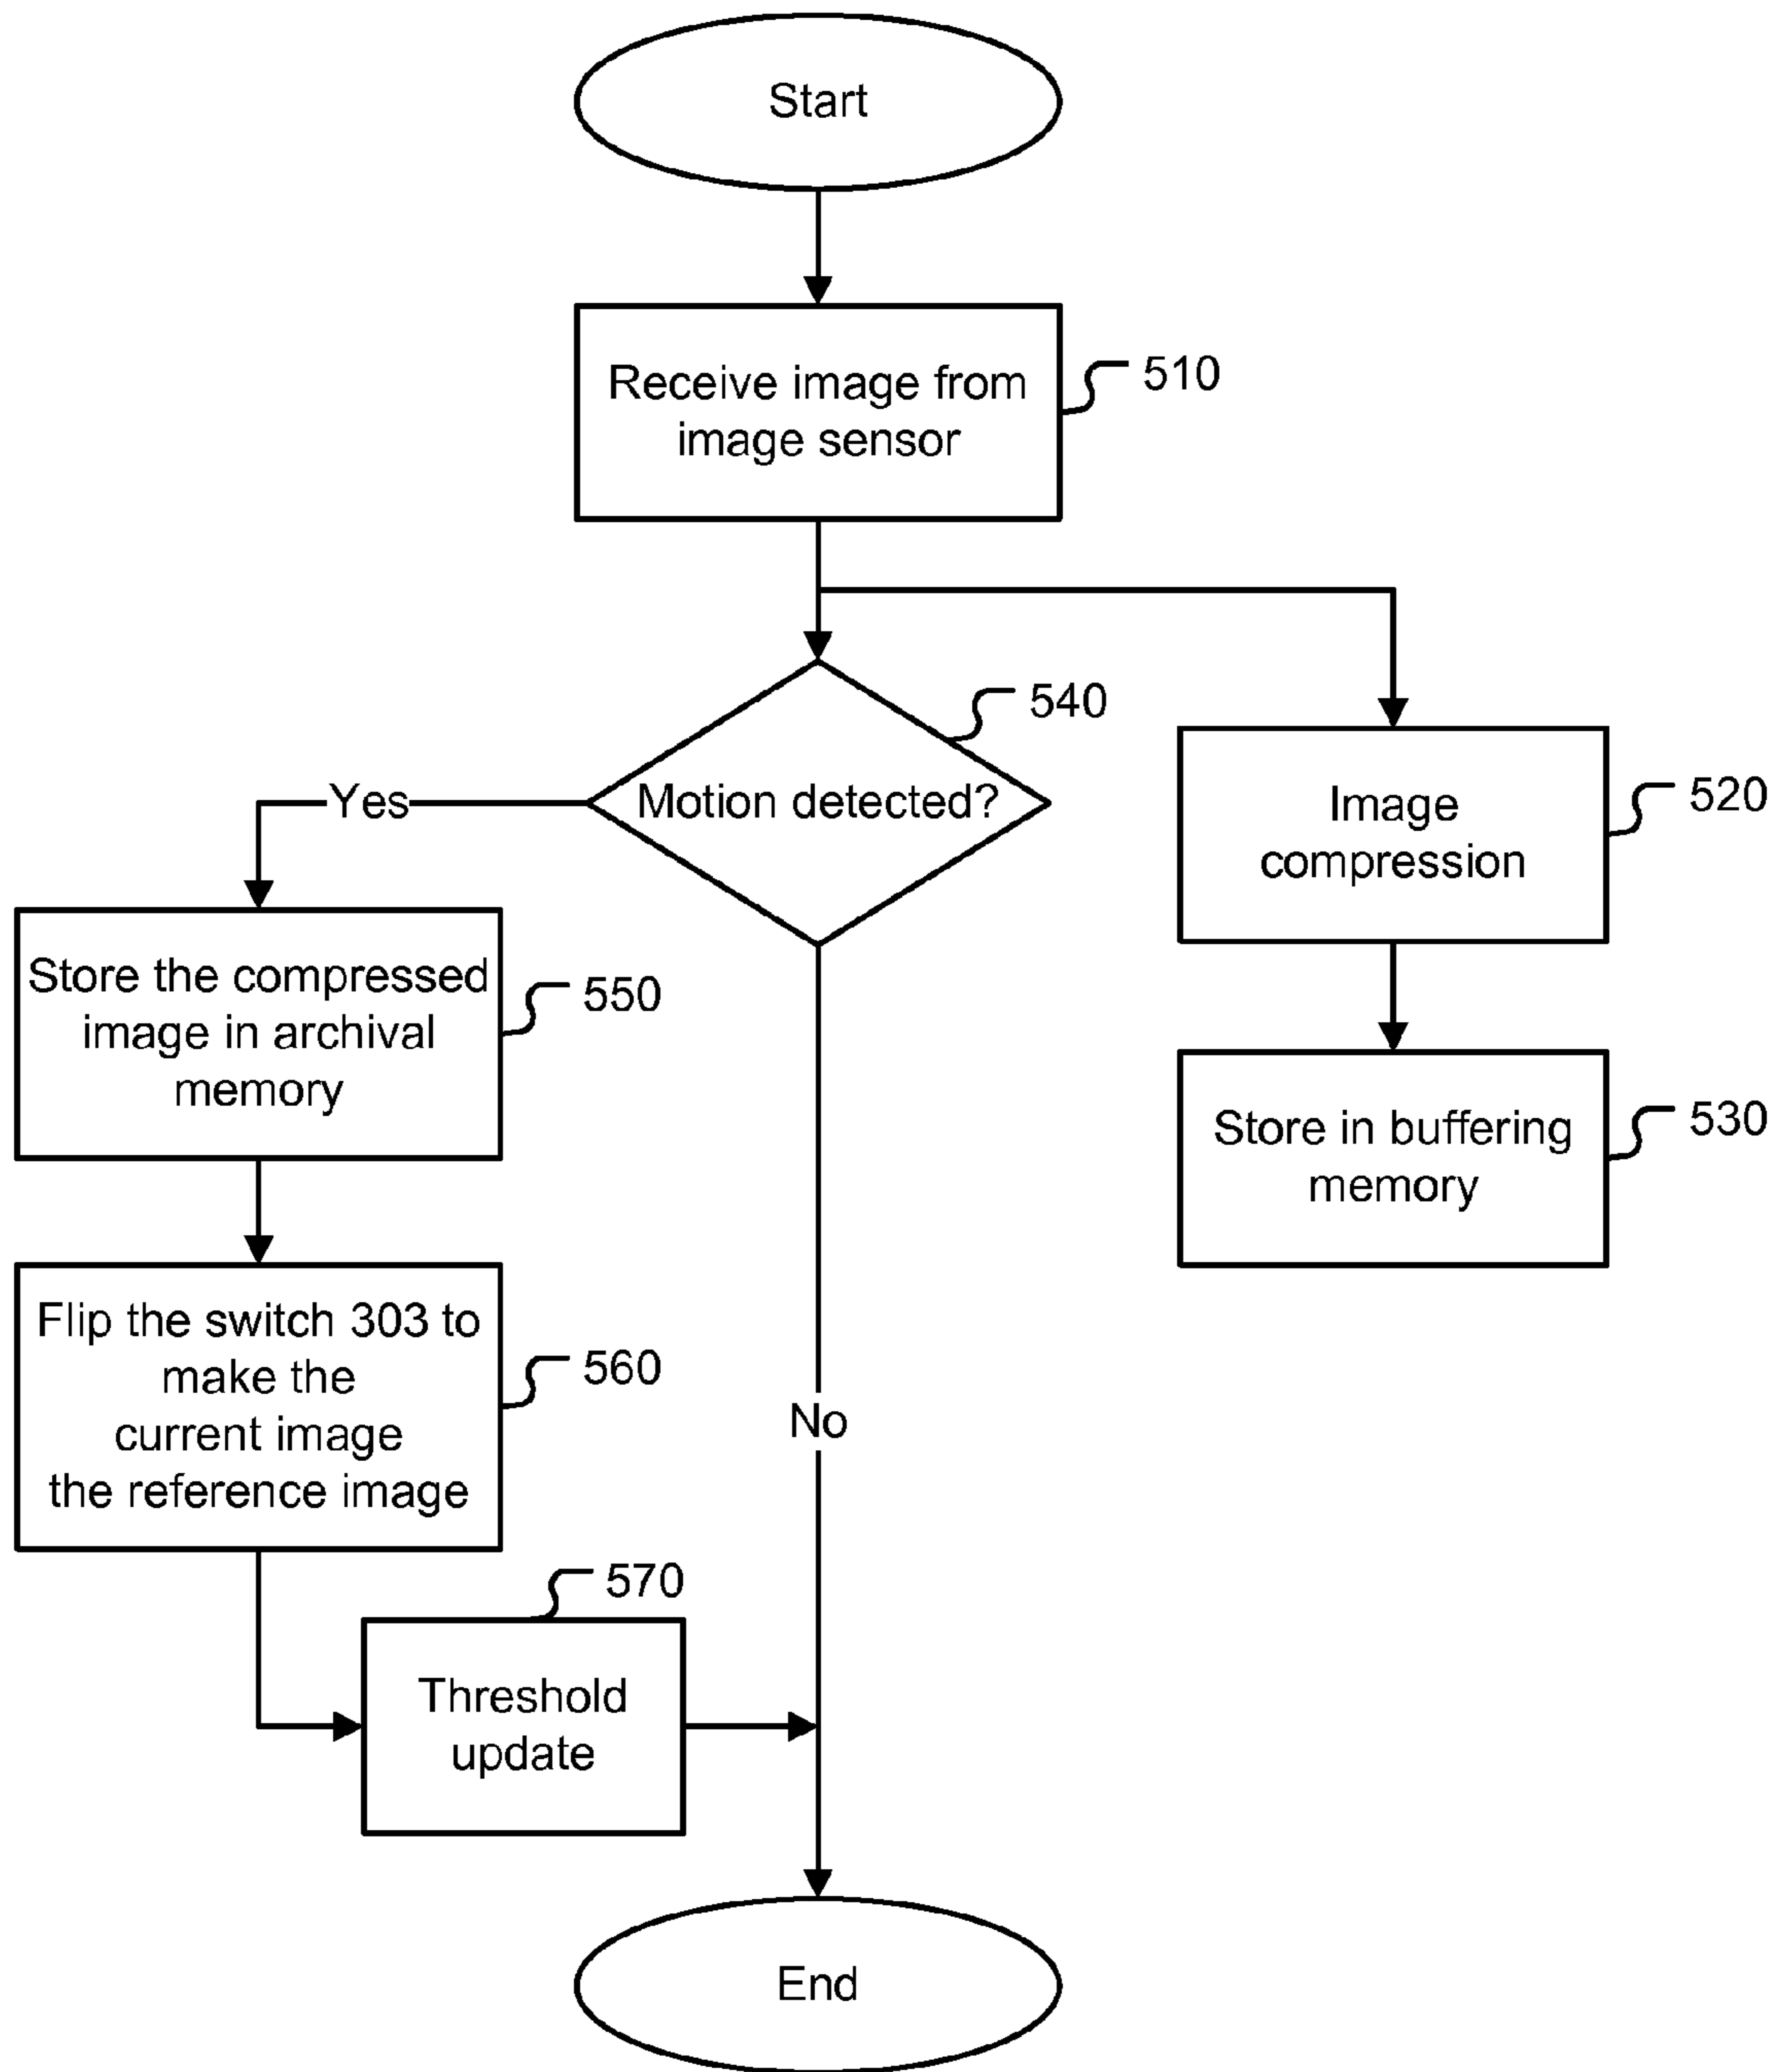 Start
Receive image from
image sensor
510
540
Motion detected?
Yes
Image
compression
520
Store the compressed
image in archival
memory
550
Store in buffering
memory
530
Flip the switch 303 to
make the
current image
the reference image
560
No
570
Threshold
update
End